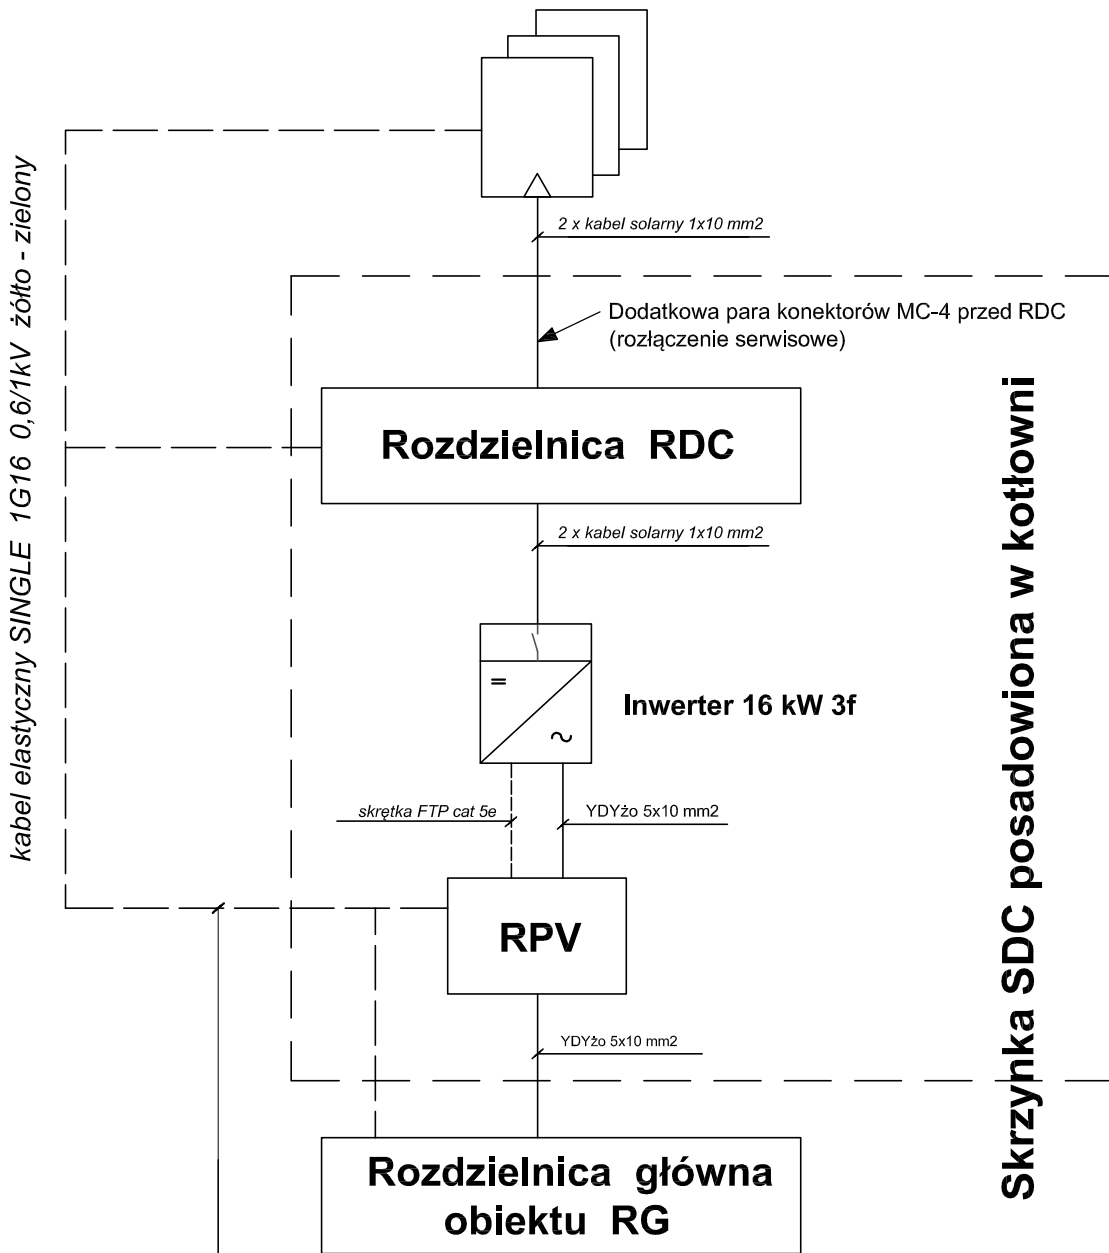 kabel elastyczny SINGLE 1G16 0,6/1kV żółto - zielony
2 x kabel solarny 1x10 mm2
Dodatkowa para konektorów MC-4 przed RDC
(rozłączenie serwisowe)
Rozdzielnica RDC
2 x kabel solarny 1x10 mm2
Inwerter 16 kW 3f
skrętka FTP cat 5e
YDYżo 5x10 mm2
RPV
YDYżo 5x10 mm2
Rozdzielnica główna
obiektu RG
Skrzynka SDC posadowiona w kotłowni